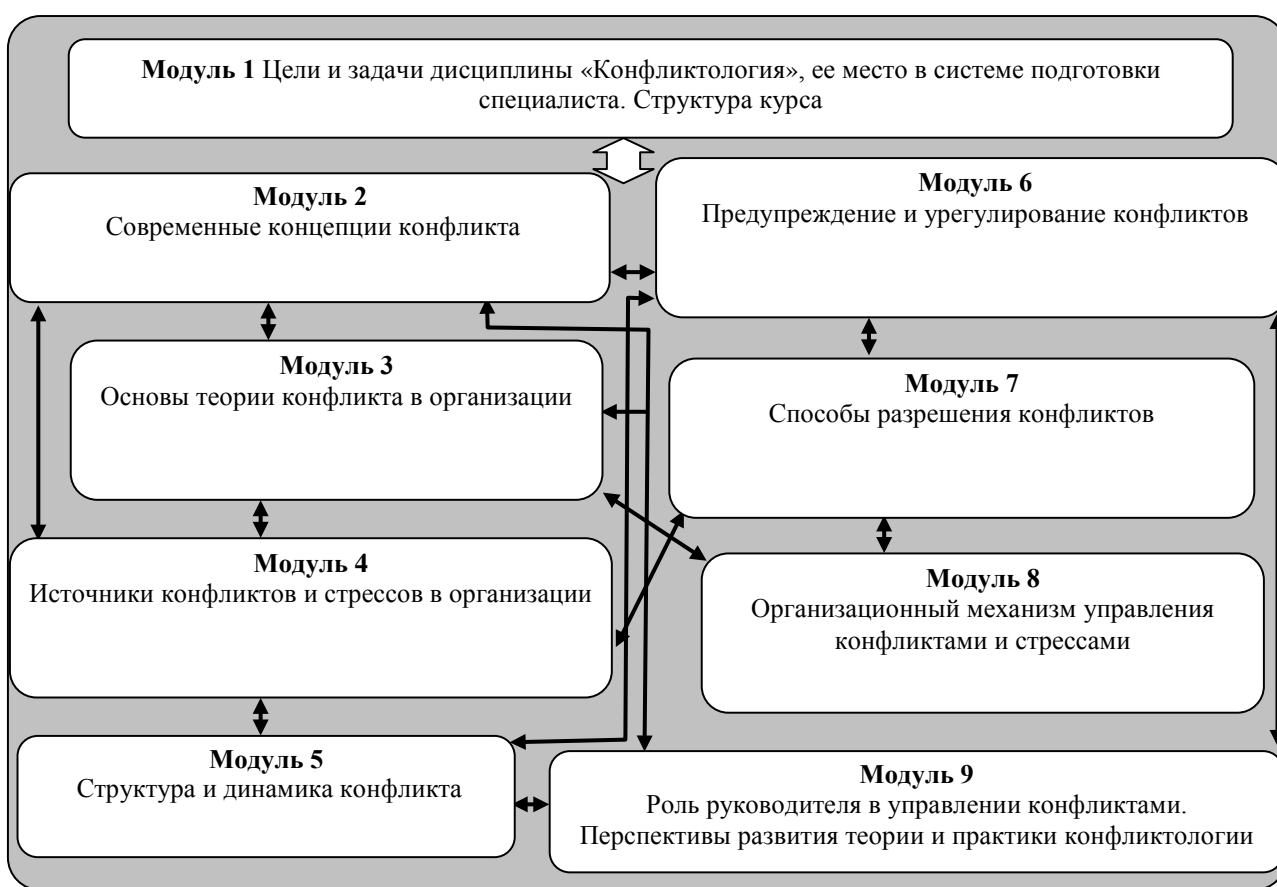 Модуль 1 Цели и задачи дисциплины «Конфликтология», ее место в системе подготовки
специалиста. Структура курса
Модуль 2
Современные концепции конфликта
Модуль 6
Предупреждение и урегулирование конфликтов
Модуль 3
Основы теории конфликта в организации
Модуль 7
Способы разрешения конфликтов
Модуль 4
Источники конфликтов и стрессов в организации
Модуль 8
Организационный механизм управления
конфликтами и стрессами
Модуль 5
Структура и динамика конфликта
Модуль 9
Роль руководителя в управлении конфликтами.
Перспективы развития теории и практики конфликтологии